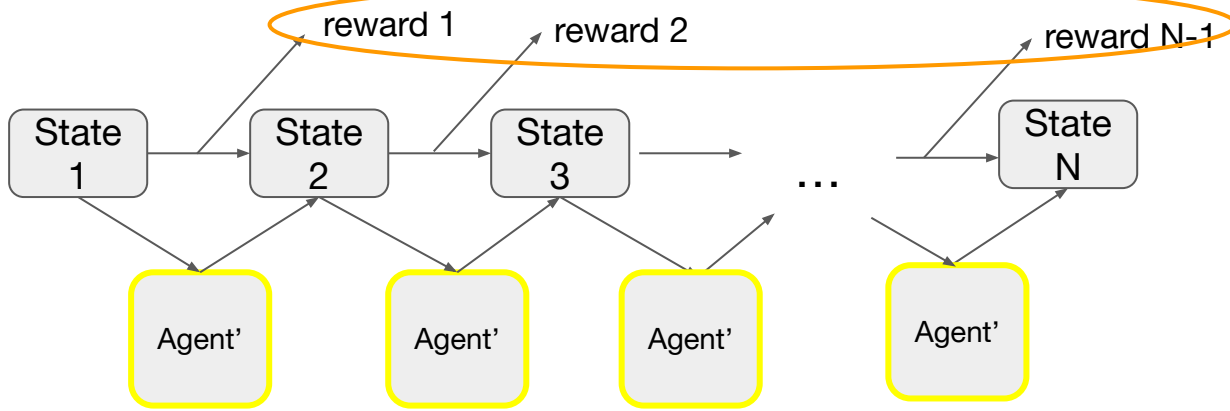 reward 1
reward 2
reward N-1
State
1
State
2
State
3
...
State
N
Agent’
Agent’
Agent’
Agent’